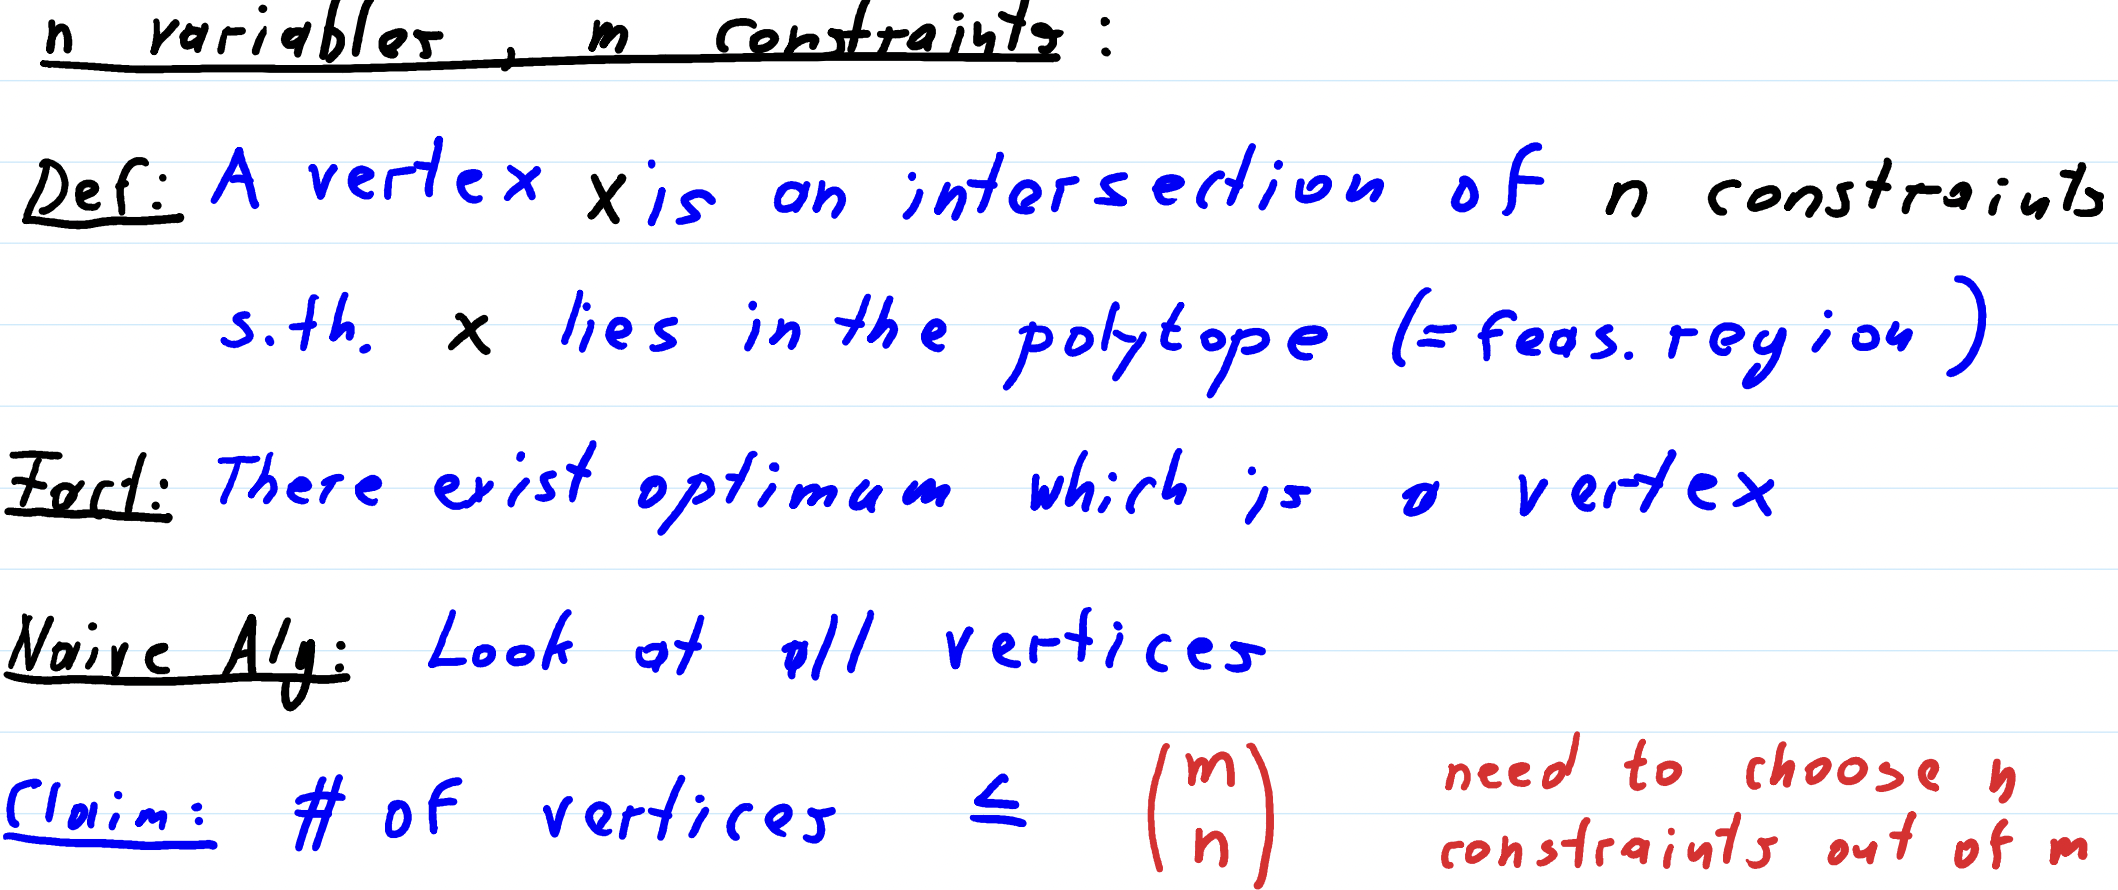 n variables, m constraints:
Def: A vertex x is an intersection of n constraints
s.th. x lies in the polytope (= feas. region)
Fact: There exist optimum which is a vertex
Naive Alg: Look at all vertices
Claim: # of vertices ≤ (m n) need to choose n
constraints out of m